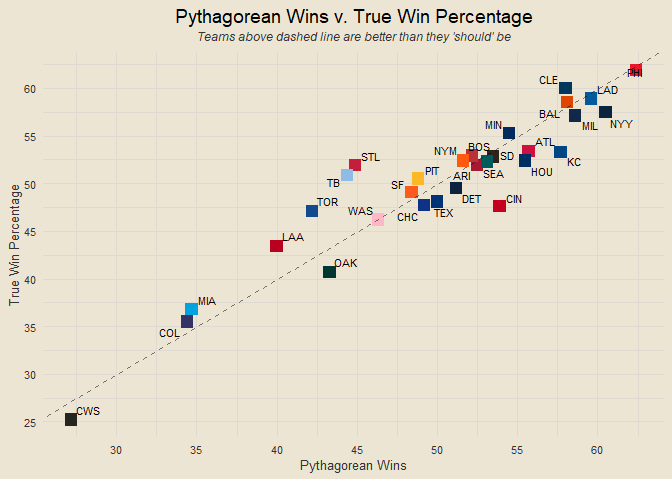 Pythagorean Wins v. True Win Percentage
Teams above dashed line are better than they 'should' be
True Win Percentage
60
55
50
45
40
35
30
25
PHI
CLE
LAD
BAL
MIL
NYY
MIN
NYM
BOS
SD
ATL
STL
SEA
HOU
KC
TB
PIT
ARI
SF
DET
CIN
TOR
WAS
CHC
TEX
LAA
OAK
MIA
COL
CWS
30
35
40
45
50
55
60
Pythagorean Wins